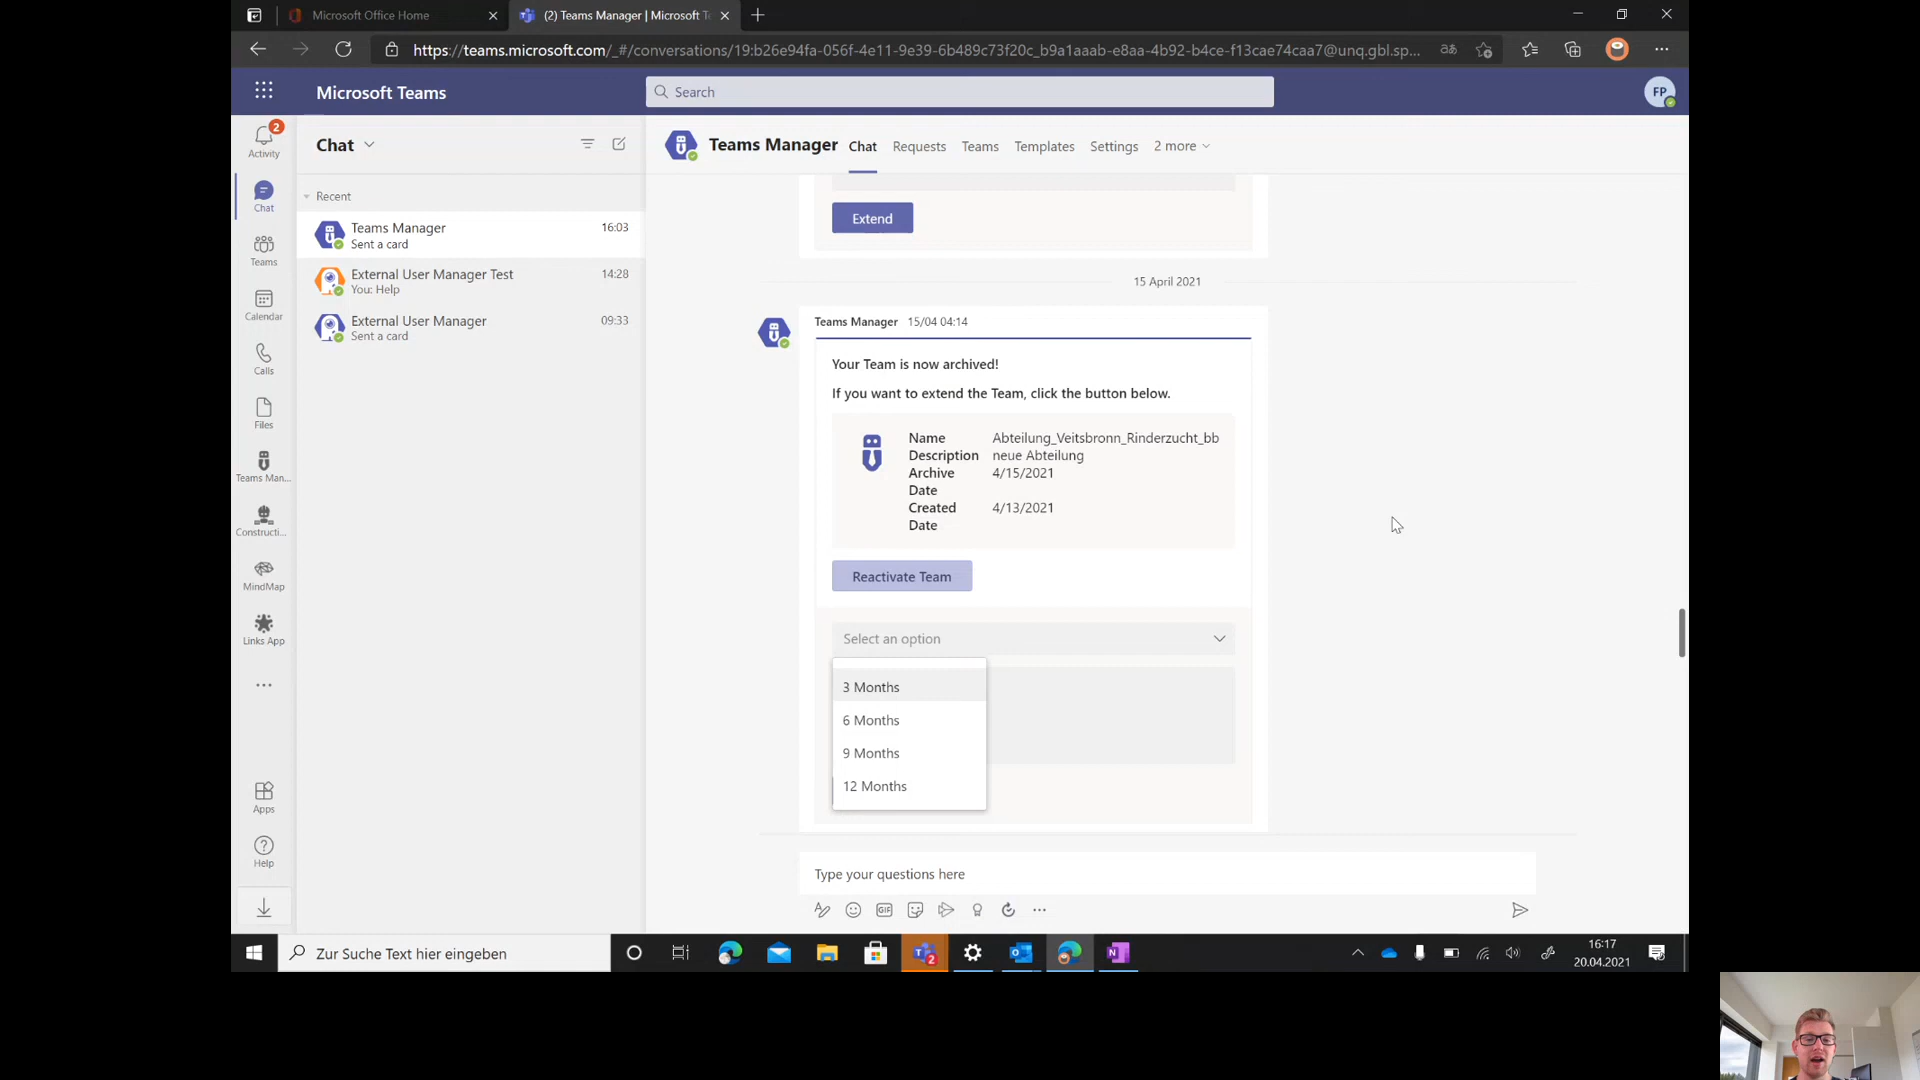 Microsoft Office Home
(2) Teams Manager | Microsoft Te
https://teams.microsoft.com/_#/conversations/19:b26e94fa-056f-4e11-9e39-6b489c73f20c_b9a1aaab-e8aa-4b92-b4ce-f13cae74caa7@unq.gbl.sp...
Microsoft Teams
Search
FP
2
Activity
Chat
Teams
Calendar
Calls
Files
Teams Man...
Constructi...
MindMap
Links App
Apps
Help
Chat
Recent
Teams Manager 16:03
Sent a card
External User Manager Test 14:28
You: Help
External User Manager 09:33
Sent a card
Teams Manager Chat Requests Teams Templates Settings 2 more
Extend
15 April 2021
Teams Manager 15/04 04:14
Your Team is now archived!
If you want to extend the Team, click the button below.
Name Abteilung_Veitsbronn_Rinderzucht_bb
Description neue Abteilung
Archive 4/15/2021
Date
Created 4/13/2021
Date
Reactivate Team
Select an option
3 Months
6 Months
9 Months
12 Months
Type your questions here
GIF
Zur Suche Text hier eingeben
2
16:17
20.04.2021